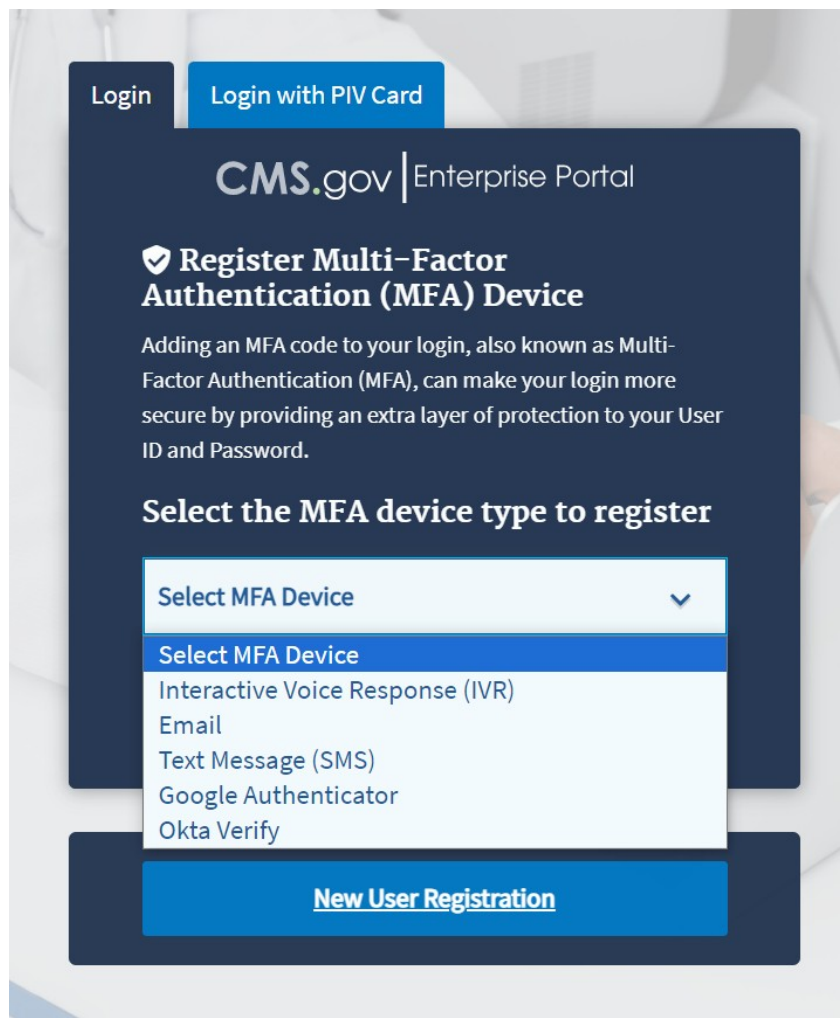 Login
Login with PIV Card
CMS.gov Enterprise Portal
Register Multi-Factor
Authentication (MFA) Device
Adding an MFA code to your login, also known as Multi-
Factor Authentication (MFA), can make your login more
secure by providing an extra layer of protection to your User
ID and Password.
Select the MFA device type to register
Select MFA Device
Select MFA Device
Interactive Voice Response (IVR)
Email
Text Message (SMS)
Google Authenticator
Okta Verify
New User Registration